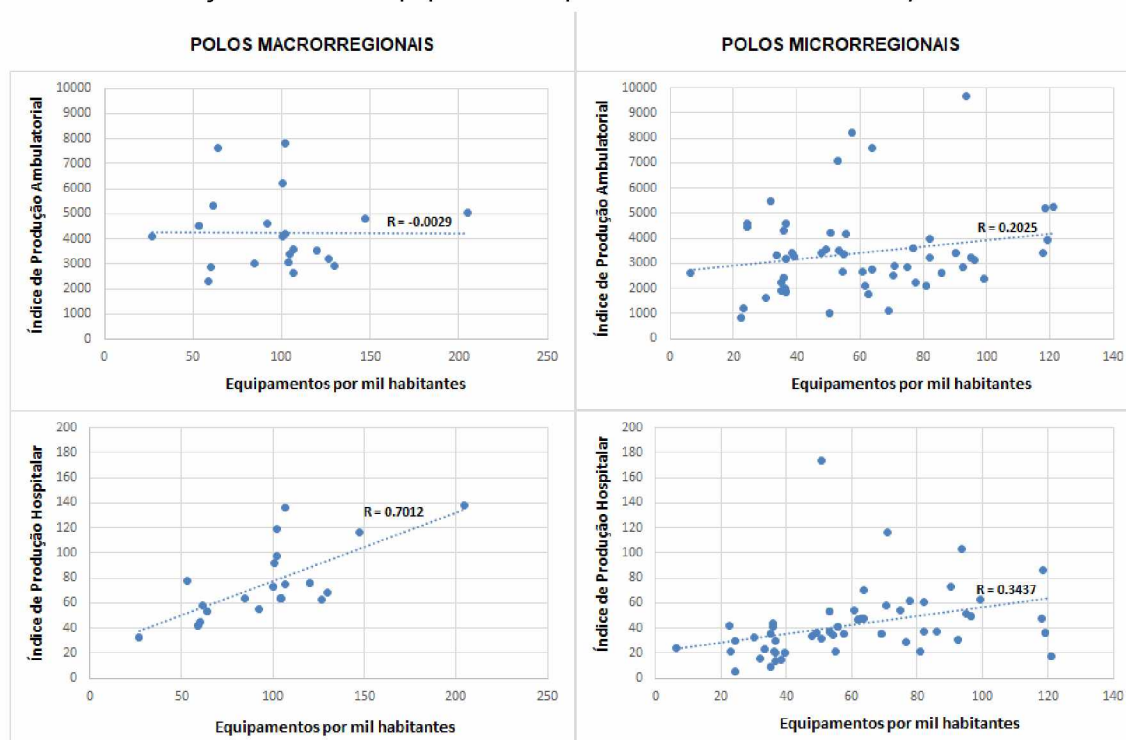 POLOS MACRORREGIONAIS
POLOS MICRORREGIONAIS
Índice de Produção Ambulatorial
10000
9000
8000
7000
6000
5000
4000
3000
2000
1000
0
R = -0.0029
0 50 100 150 200 250
Equipamentos por mil habitantes
Índice de Produção Ambulatorial
10000
9000
8000
7000
6000
5000
4000
3000
2000
1000
0
R = 0.2025
0 20 40 60 80 100 120 140
Equipamentos por mil habitantes
Índice de Produção Hospitalar
200
180
160
140
120
100
80
60
40
20
0
R = 0.7012
0 50 100 150 200 250
Equipamentos por mil habitantes
Índice de Produção Hospitalar
200
180
160
140
120
100
80
60
40
20
0
R = 0.3437
0 20 40 60 80 100 120 140
Equipamentos por mil habitantes